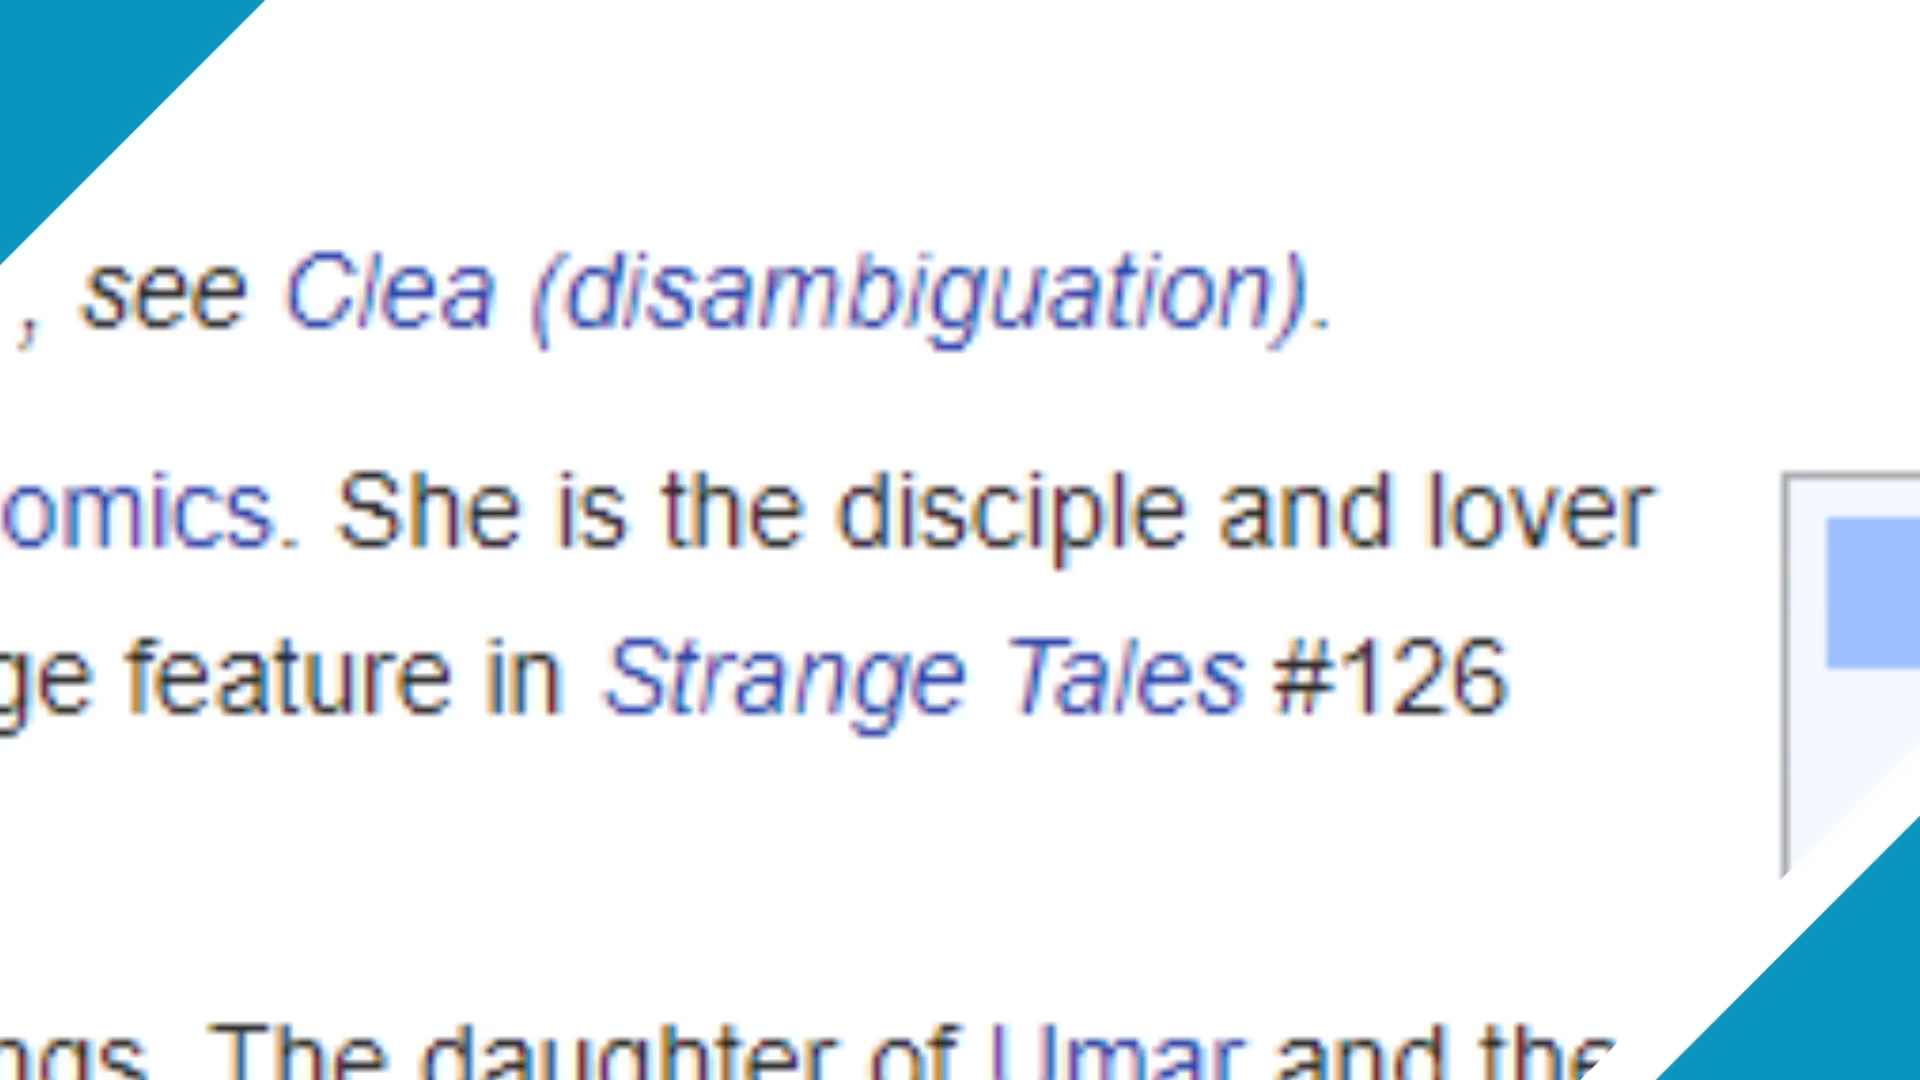 , see Clea (disambiguation).
omics. She is the disciple and lover
ge feature in Strange Tales #126
ngs. The daughter of Umar and the